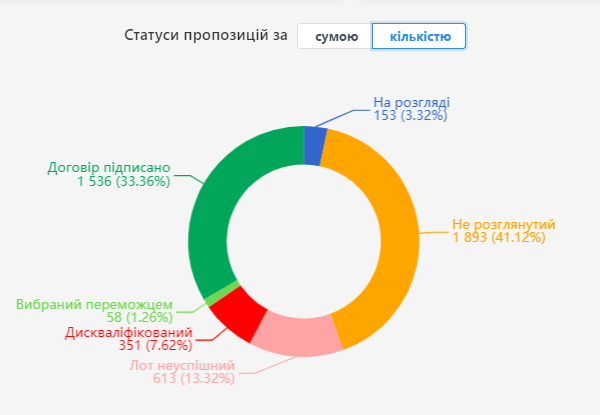 Статуси пропозицій за сумою кількістю
На розгляді
153 (3.32%)
Договір підписано
1 536 (33.36%)
Не розглянутий
1 893 (41.12%)
Вибраний переможцем
58 (1.26%)
Дискваліфікований
351 (7.62%)
Лот неуспішний
613 (13.32%)